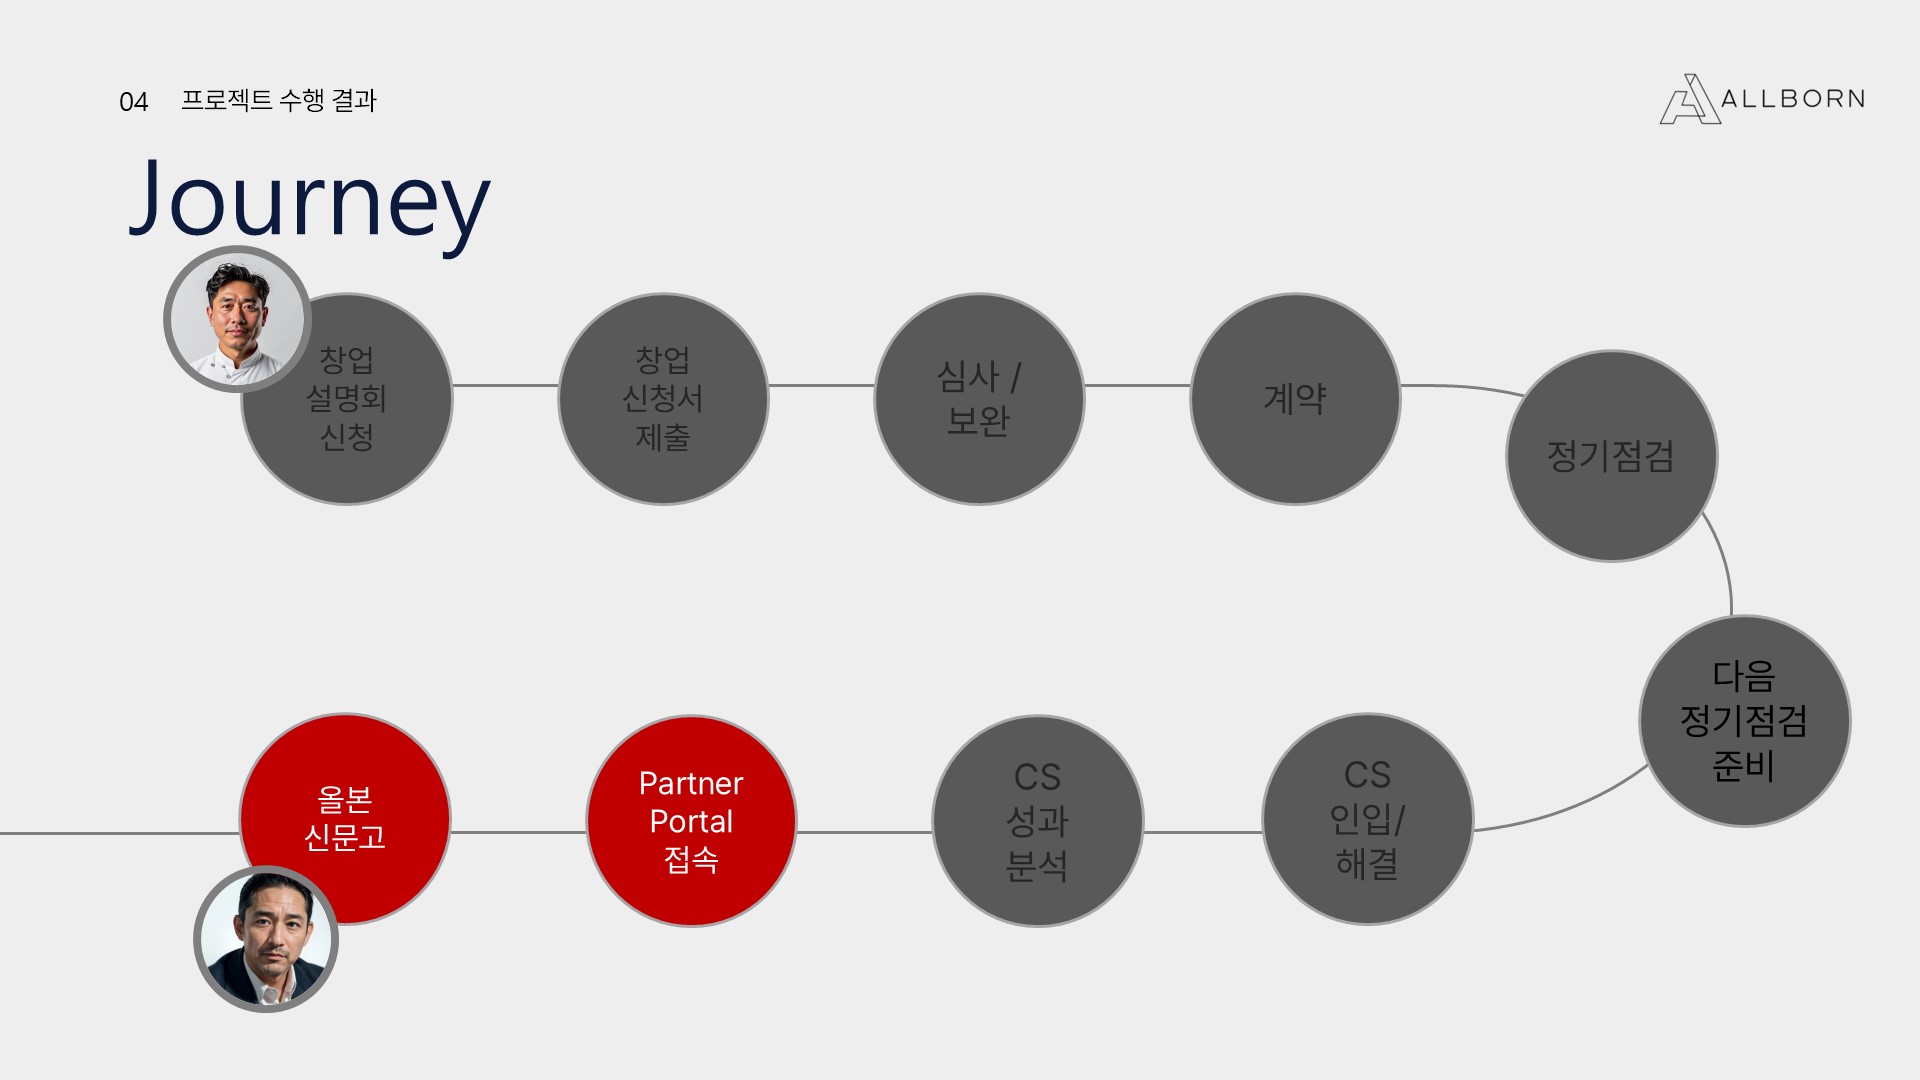 04 프로젝트 수행 결과
ALLBORN
Journey
창업
설명회
신청
창업
신청서
제출
심사 /
보완
계약
정기점검
다음
정기점검
준비
올본
신문고
Partner
Portal
접속
CS
성과
분석
CS
인입/
해결